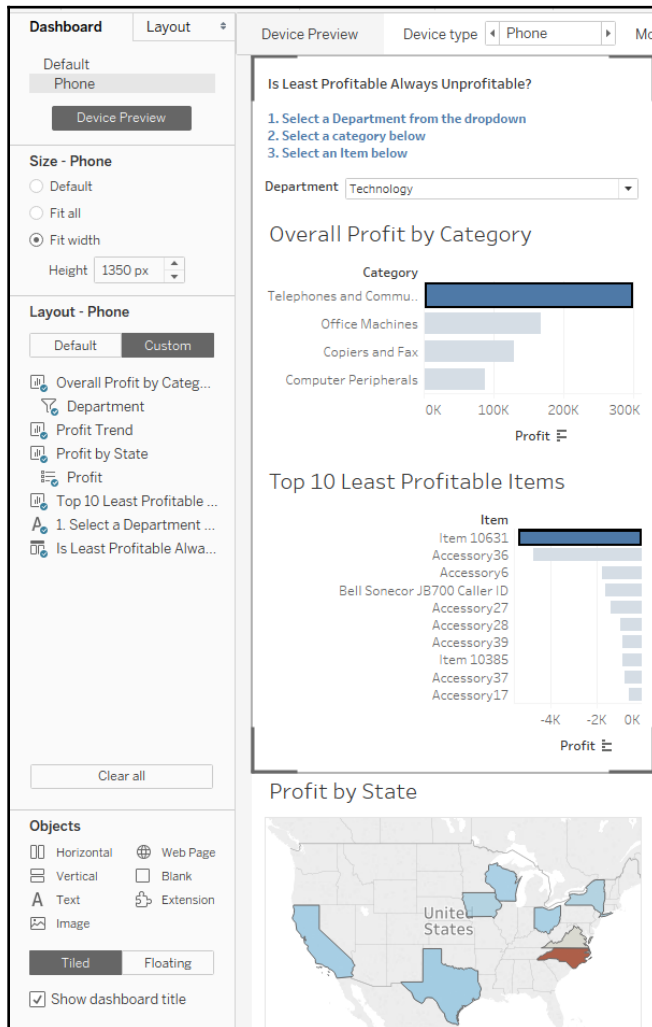 Dashboard
Layout
Default
Phone
Device Preview
Size - Phone
Default
Fit all
Fit width
Height 1350 px
Layout - Phone
Default Custom
Overall Profit by Categ...
Department
Profit Trend
Profit by State
Profit
Top 10 Least Profitable ...
1. Select a Department ...
Is Least Profitable Alwa...
Clear all
Objects
Horizontal Web Page
Vertical Blank
A Text Extension
Image
Tiled Floating
Show dashboard title
Device Preview Device type Phone Mo
Is Least Profitable Always Unprofitable?
1. Select a Department from the dropdown
2. Select a category below
3. Select an Item below
Department Technology
Overall Profit by Category
Category
Telephones and Commu..
Office Machines
Copiers and Fax
Computer Peripherals
0K 100K 200K 300K
Profit
Top 10 Least Profitable Items
Item
Item 10631
Accessory36
Accessory6
Bell Sonecor JB700 Caller ID
Accessory27
Accessory28
Accessory39
Item 10385
Accessory37
Accessory17
-4K -2K 0K
Profit
Profit by State
United
States